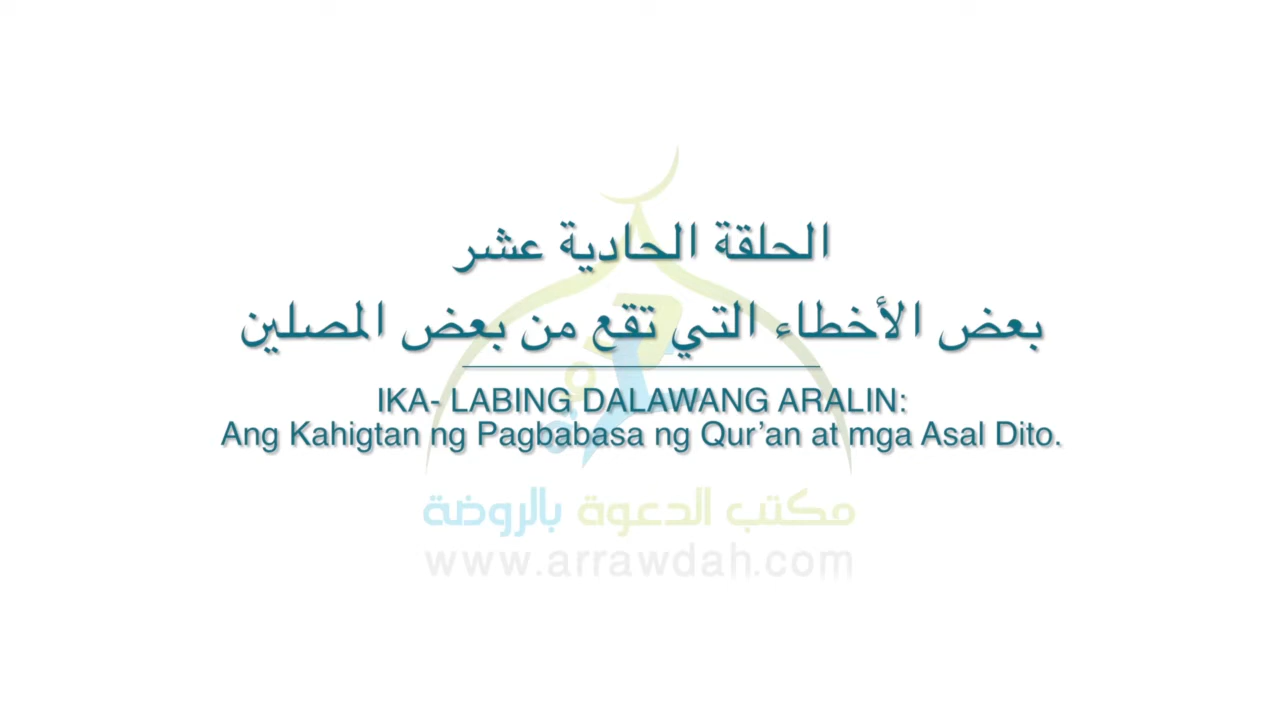 الحلقة الحادية عشر
بعض الأخطاء التي تقع من بعض المصلين
IKA- LABING DALAWANG ARALIN:
Ang Kahigtan ng Pagbabasa ng Qur’an at mga Asal Dito.
مكتب الدعوة بالروضة
www.arrawdah.com